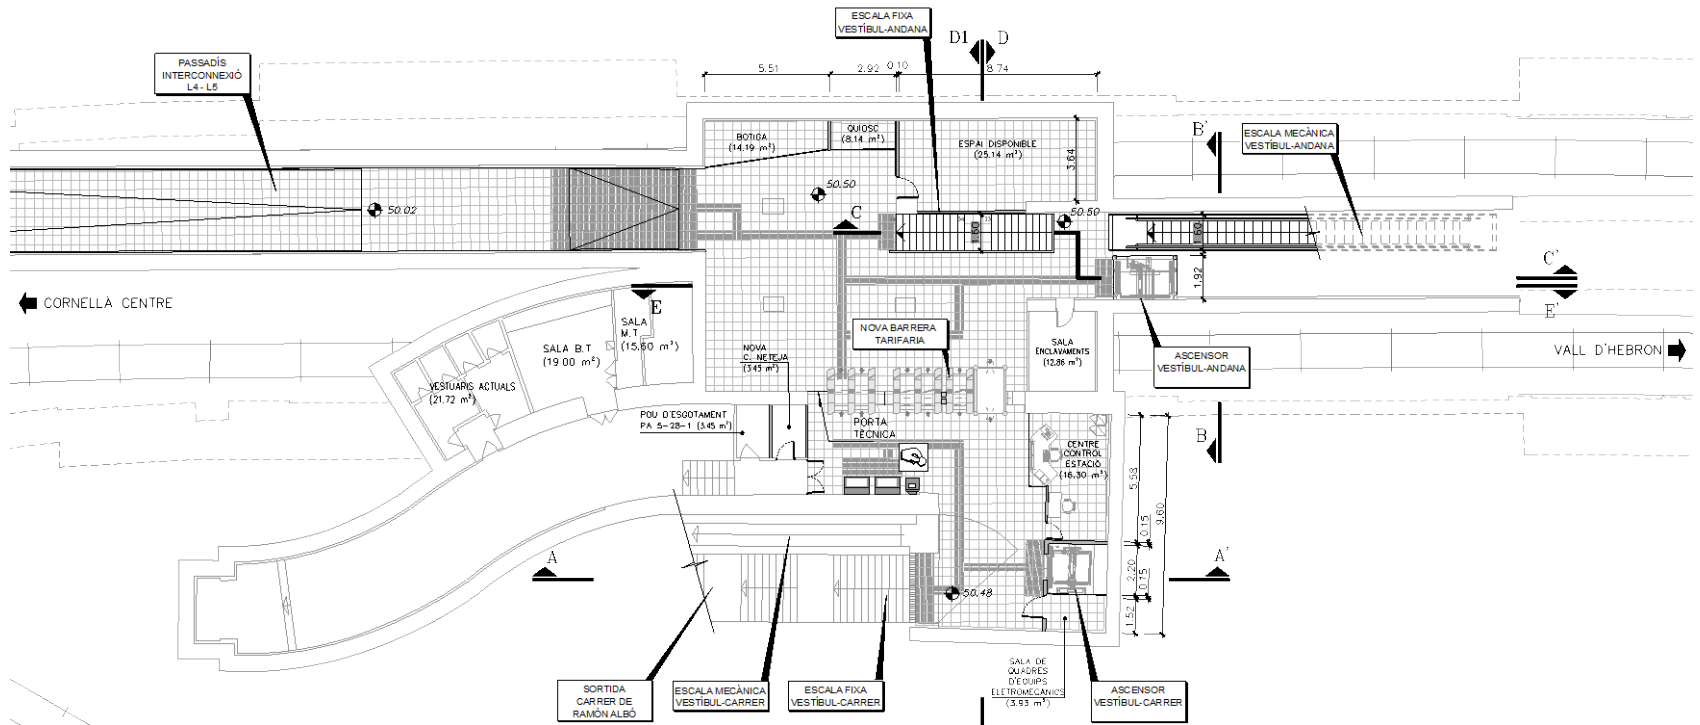 ESCALA FIXA
VESTÍBUL-ANDANA
D1
D
PASSADÍS
INTERCONNEXIÓ
L4 - L5
5.51
2.92
0.10
8.74
B'
ESCALA MECÀNICA
VESTÍBUL-ANDANA
BOTIGA
(14.19 m²)
QUIOSC
(8.14 m²)
ESPAI DISPONIBLE
(25.14 m²)
3.64
50.50
50.02
C
50.50
1.60
1.60
1.92
C'
E'
CORNELLÀ CENTRE
E
SALA
M.T
(15.60 m²)
SALA B.T
(19.00 m²)
NOVA BARRERA
TARIFARIA
NOVA
C. NETEJA
(3.45 m²)
SALA
ENCLAVAMENTS
(12,86 m²)
ASCENSOR
VESTÍBUL-ANDANA
VALL D'HEBRON
VESTUARIS ACTUALS
(21.72 m²)
POU D'ESGOTAMENT
PA 5-28-1 (3.45 m²)
PORTA
TÈCNICA
CENTRE
CONTROL
ESTACIÓ
(16.30 m²)
B
5.58
9.60
0.15
A
A'
2.20
0.15
50.48
1.52
SORTIDA
CARRER DE
RAMÓN ALBÓ
ESCALA MECÀNICA
VESTÍBUL-CARRER
ESCALA FIXA
VESTÍBUL-CARRER
SALA DE
QUADRES
D'EQUIPS
ELETROMECÀNICS
(3.93 m²)
ASCENSOR
VESTÍBUL-CARRER